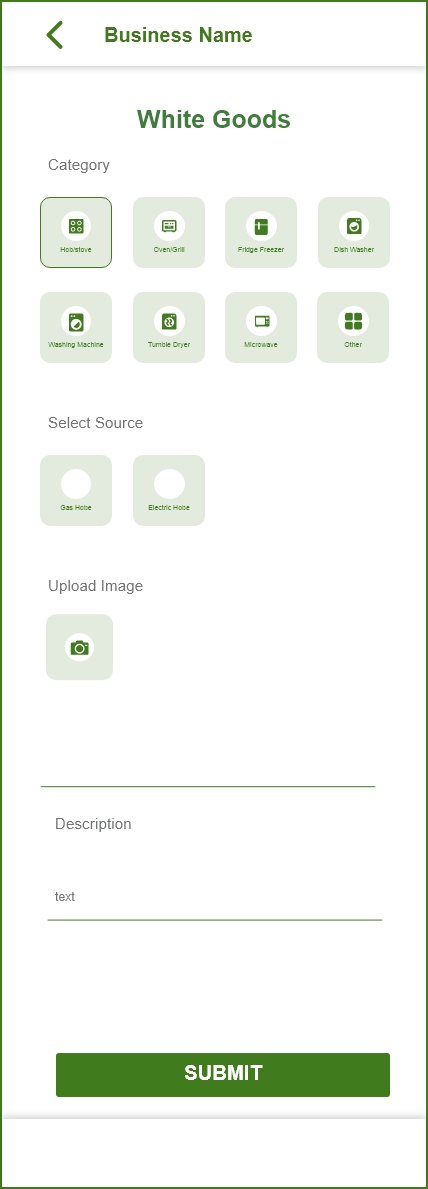 Business Name
White Goods
Category
Hob/stove
Oven/Grill
Fridge Freezer
Dish Washer
Washing Machine
Tumble Dryer
Microwave
Other
Select Source
Gas Hobe
Electric Hobe
Upload Image
Description
text
SUBMIT